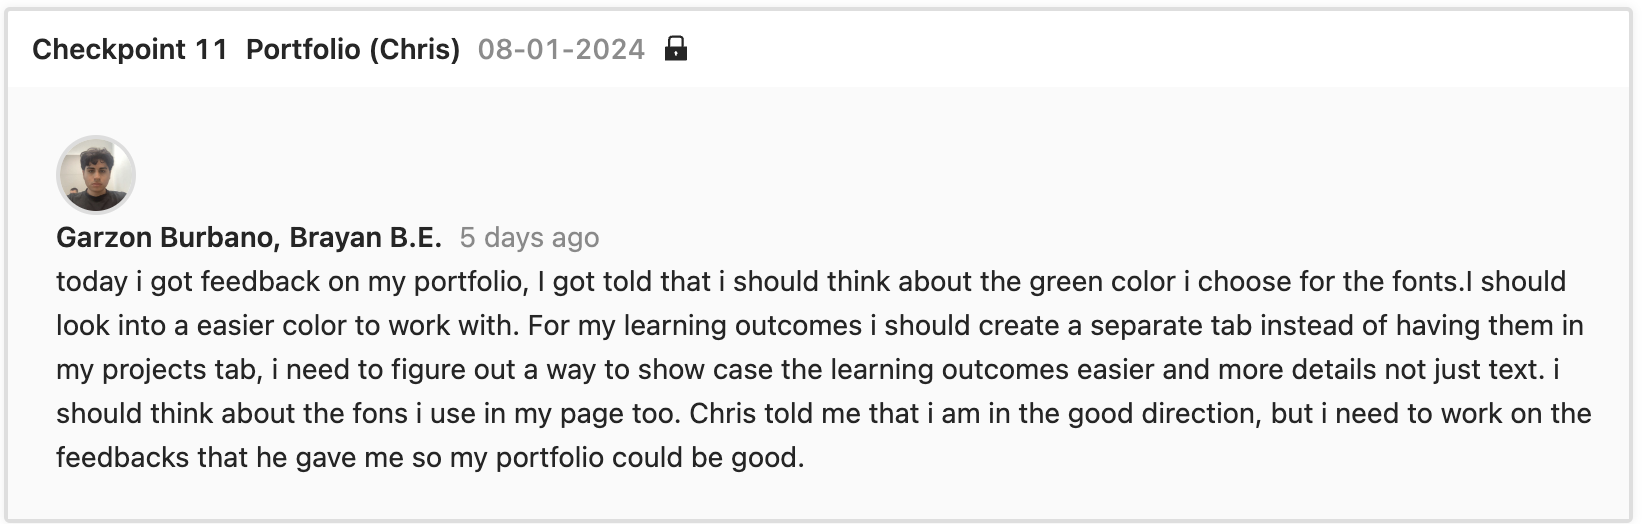 Checkpoint 11 Portfolio (Chris) 08-01-2024
Garzon Burbano, Brayan B.E. 5 days ago
today i got feedback on my portfolio, I got told that i should think about the green color i choose for the fonts.I should
look into a easier color to work with. For my learning outcomes i should create a separate tab instead of having them in
my projects tab, i need to figure out a way to show case the learning outcomes easier and more details not just text. i
should think about the fons i use in my page too. Chris told me that i am in the good direction, but i need to work on the
feedbacks that he gave me so my portfolio could be good.